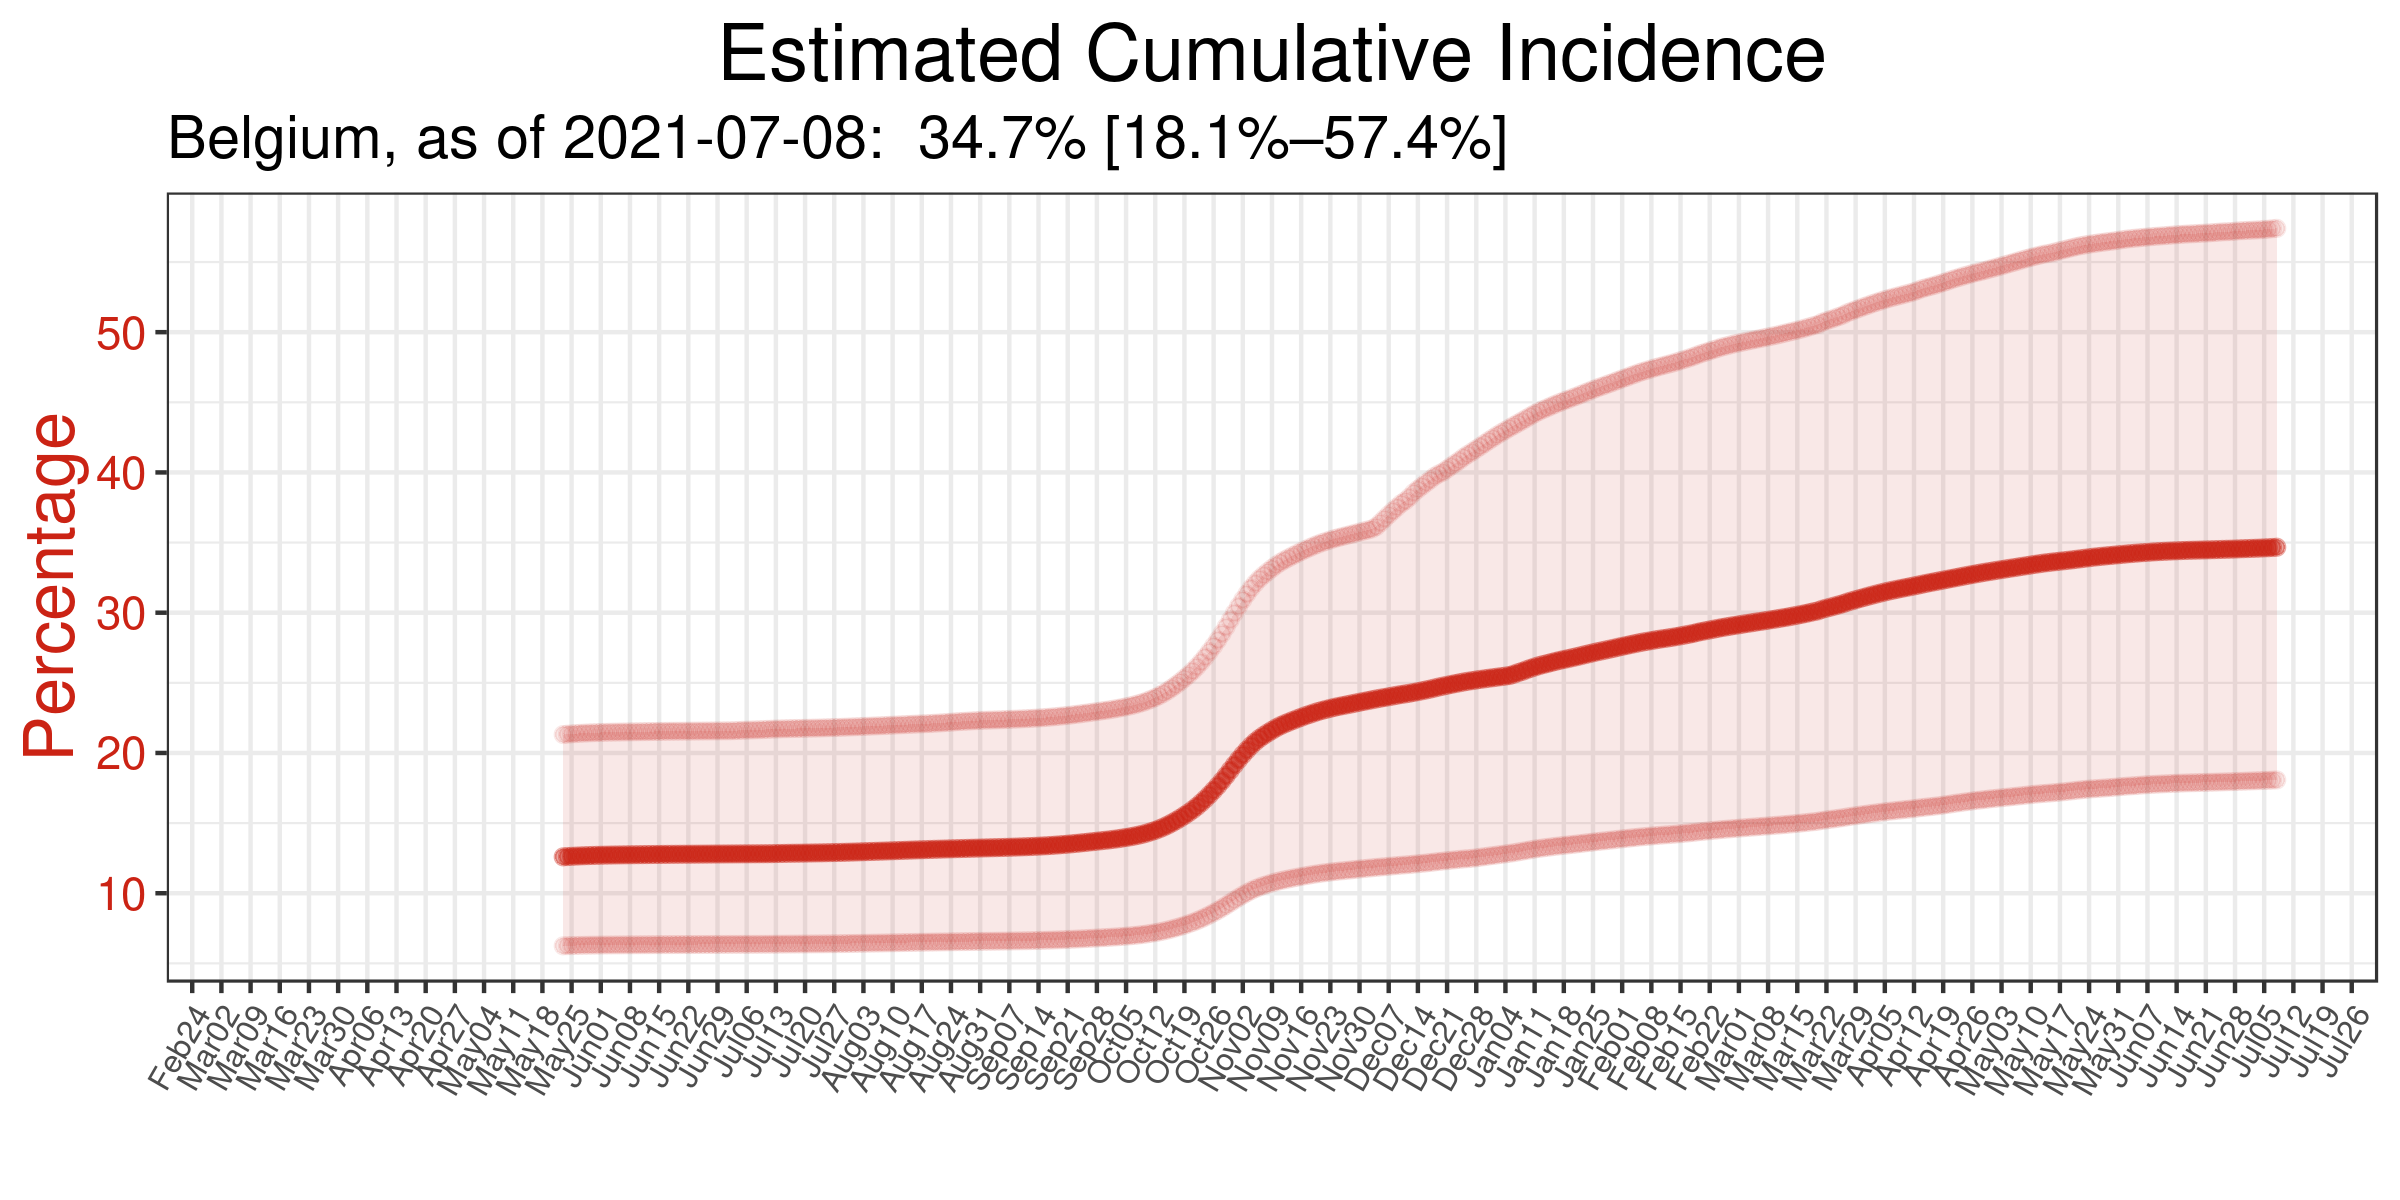 Estimated Cumulative Incidence
Belgium, as of 2021-07-08:  34.7% [18.1%–57.4%]
Percentage
50
40
30
20
10
Feb24
Mar02
Mar09
Mar16
Mar23
Mar30
Apr06
Apr13
Apr20
Apr27
May04
May11
May18
May25
Jun01
Jun08
Jun15
Jun22
Jun29
Jul06
Jul13
Jul20
Jul27
Aug03
Aug10
Aug17
Aug24
Aug31
Sep07
Sep14
Sep21
Sep28
Oct05
Oct12
Oct19
Oct26
Nov02
Nov09
Nov16
Nov23
Nov30
Dec07
Dec14
Dec21
Dec28
Jan04
Jan11
Jan18
Jan25
Feb01
Feb08
Feb15
Feb22
Mar01
Mar08
Mar15
Mar22
Mar29
Apr05
Apr12
Apr19
Apr26
May03
May10
May17
May24
May31
Jun07
Jun14
Jun21
Jun28
Jul05
Jul12
Jul19
Jul26